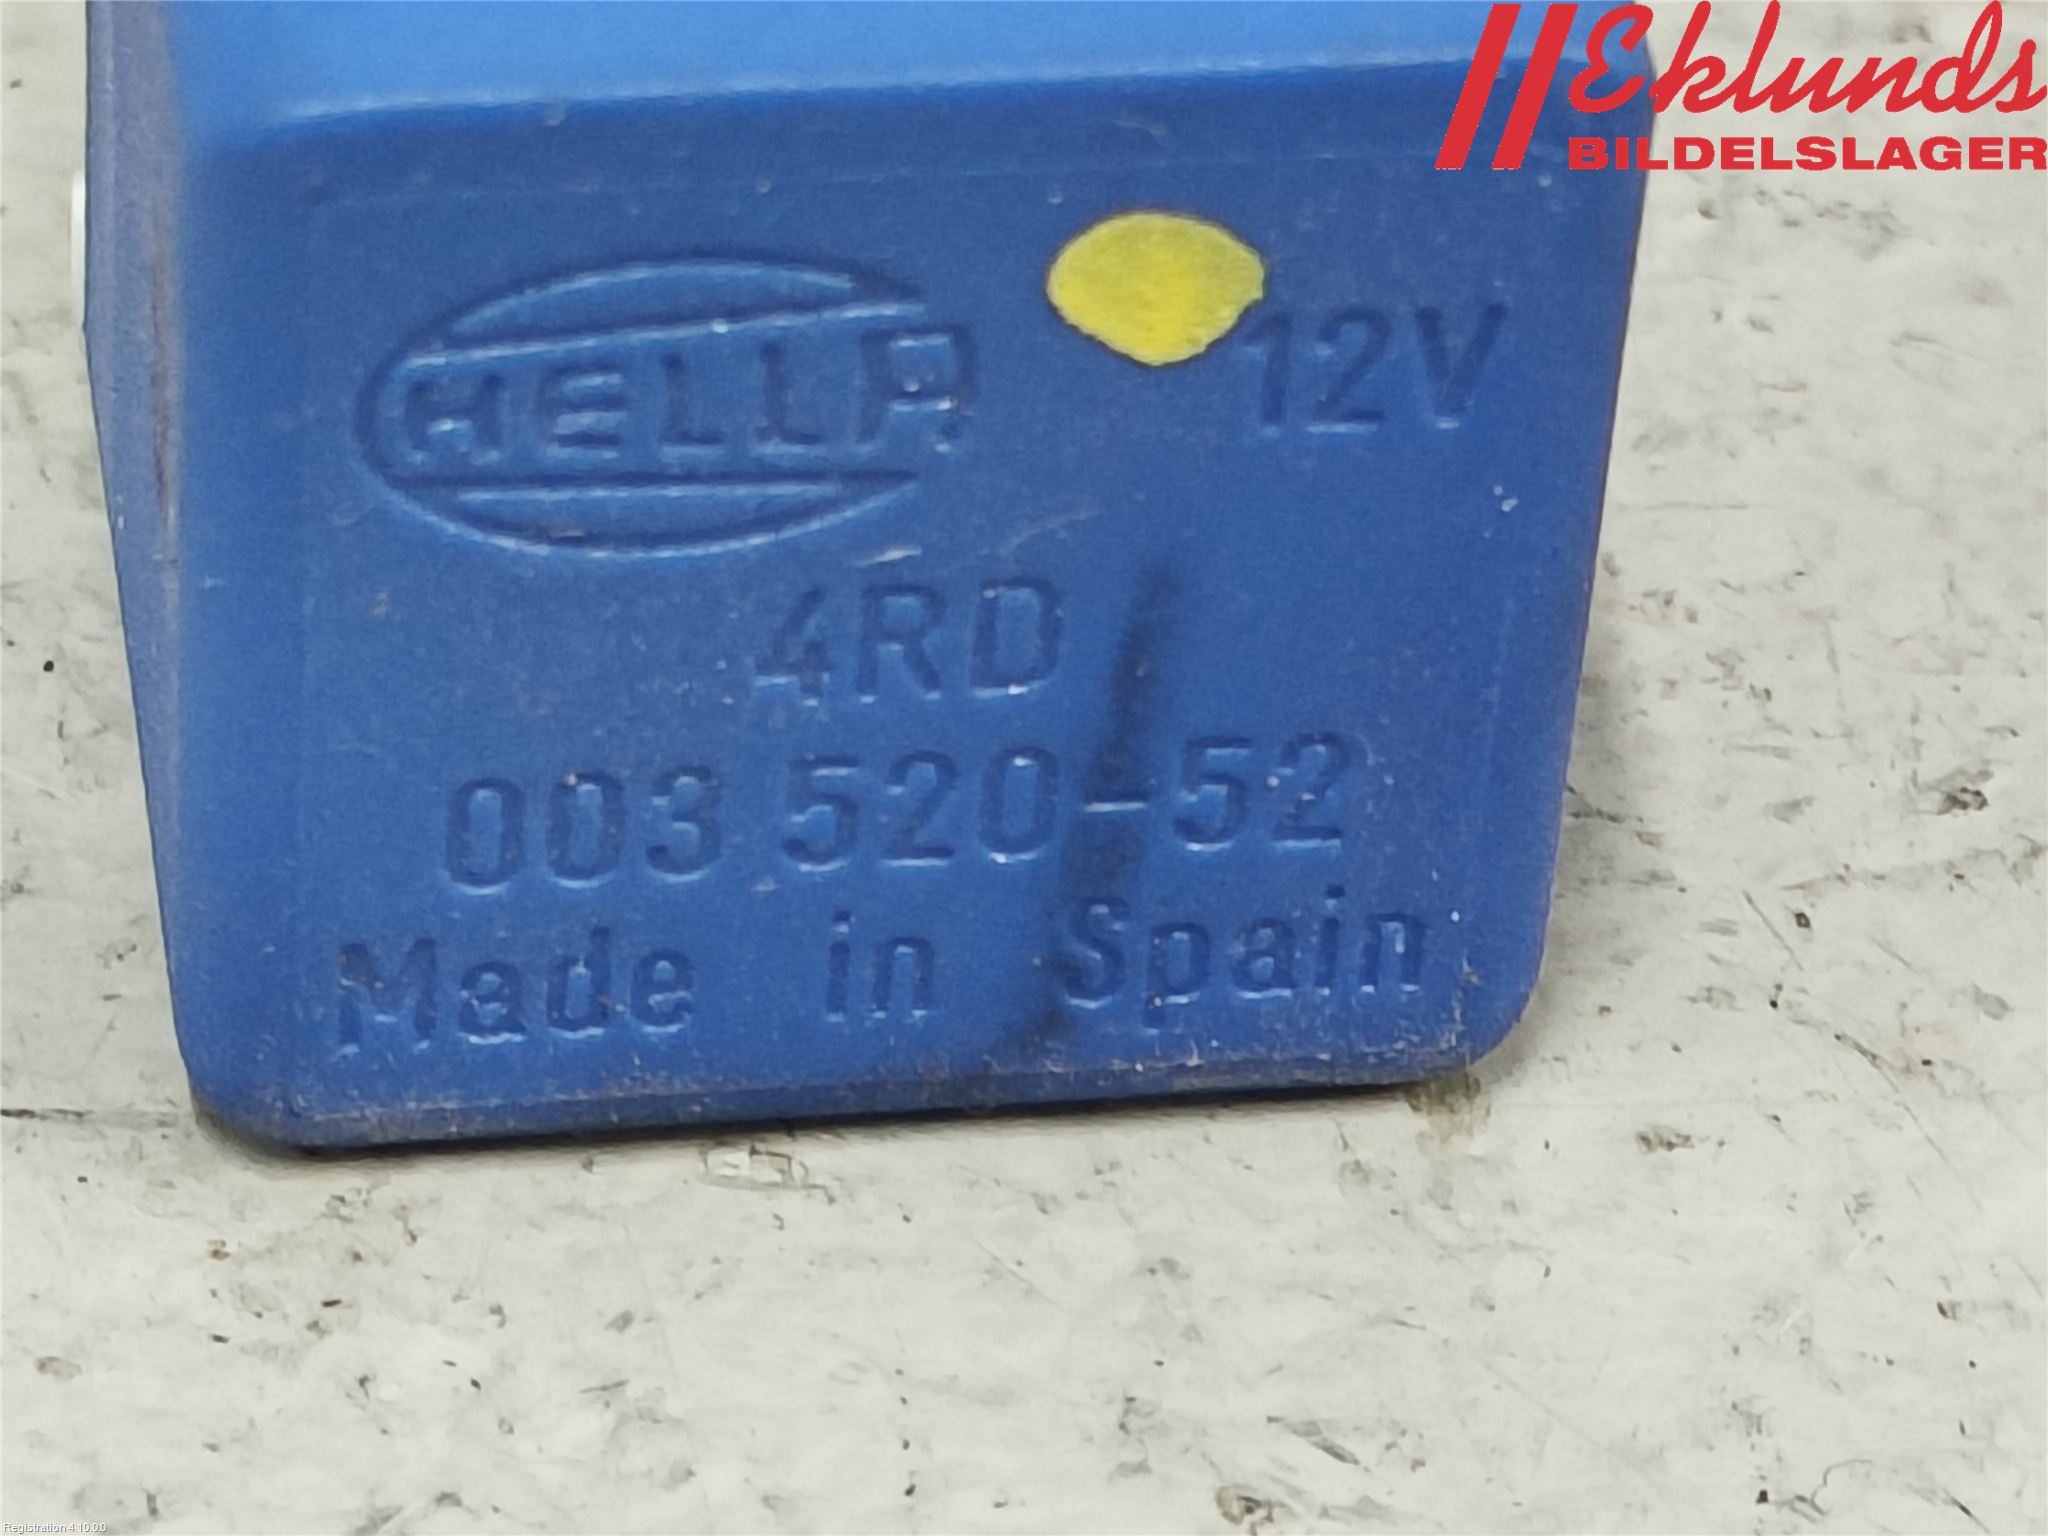 Eklunds
BILDELSLAGER
HELLA 12V
4RD
003 520-52
Made in Spain
Registration 4.10.0.0